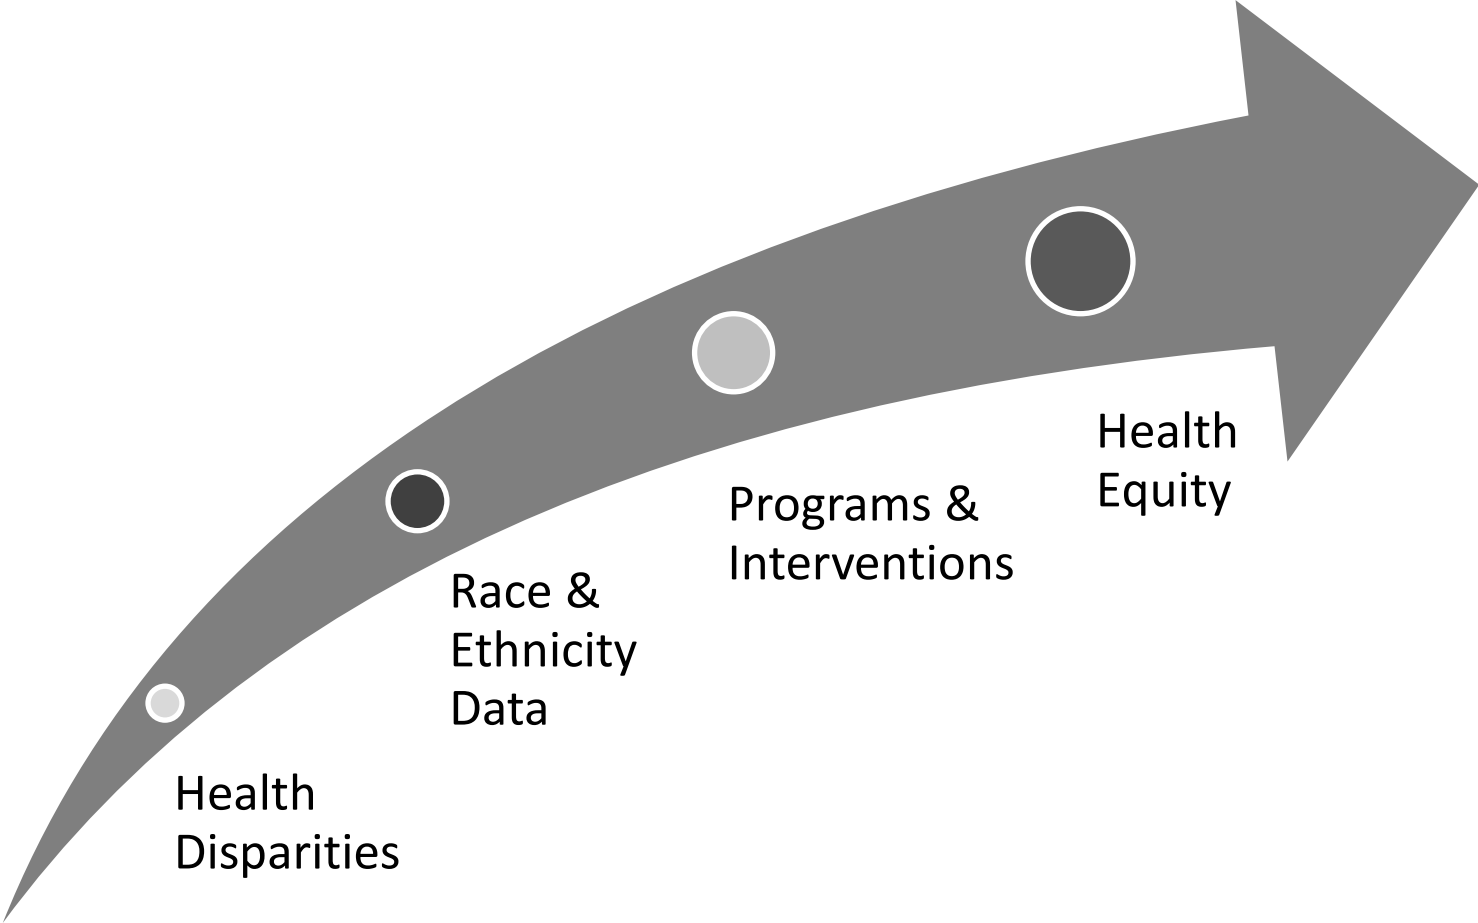 Health
Disparities
Race &
Ethnicity
Data
Programs &
Interventions
Health
Equity